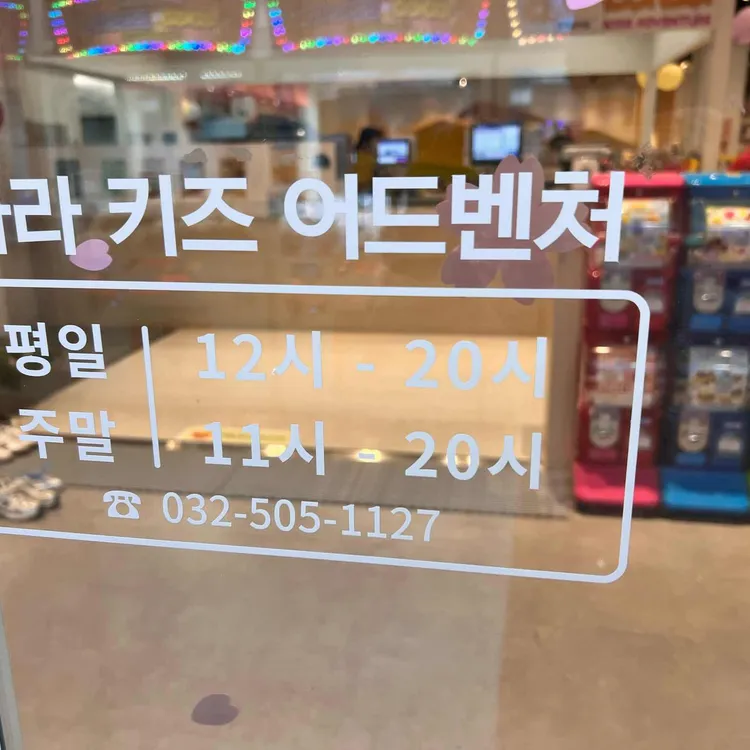 라 키즈 어드벤처
평일 12시 - 20시
주말 11시 - 20시
☎ 032-505-1127